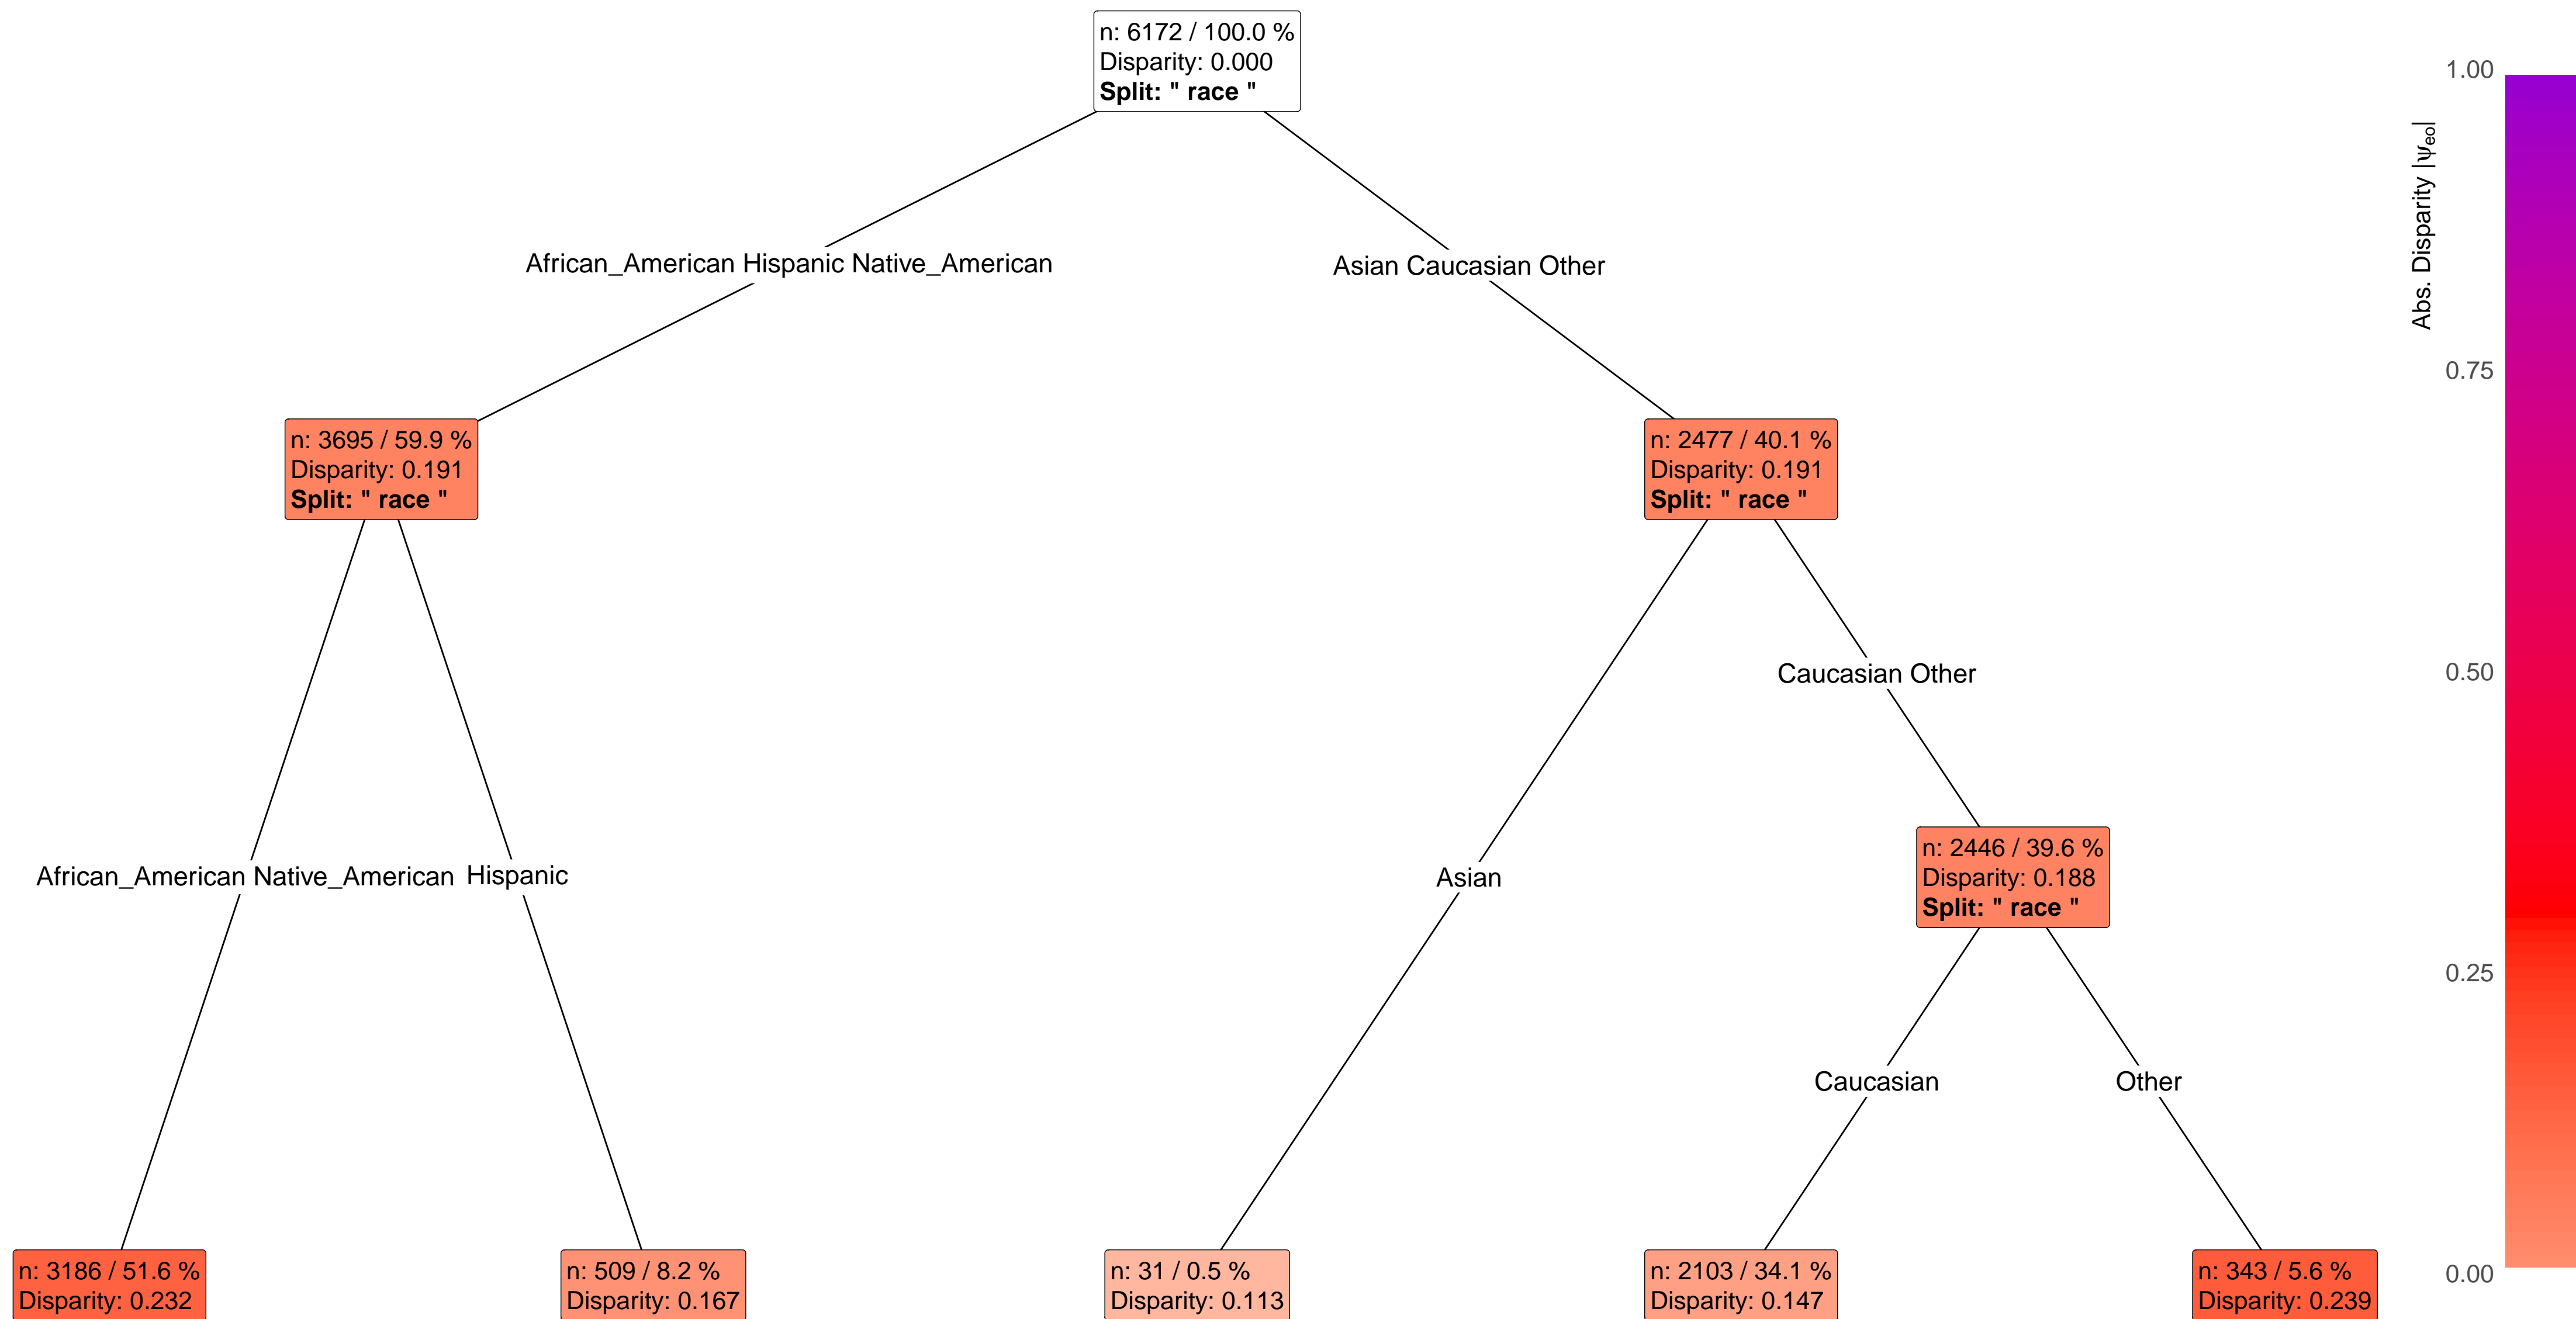 n: 6172 / 100.0 %
Disparity: 0.000
Split: " race "
African_American Hispanic Native_American
Asian Caucasian Other
n: 3695 / 59.9 %
Disparity: 0.191
Split: " race "
n: 2477 / 40.1 %
Disparity: 0.191
Split: " race "
Caucasian Other
African_American Native_American
Hispanic
Asian
n: 2446 / 39.6 %
Disparity: 0.188
Split: " race "
Caucasian
Other
n: 3186 / 51.6 %
Disparity: 0.232
n: 509 / 8.2 %
Disparity: 0.167
n: 31 / 0.5 %
Disparity: 0.113
n: 2103 / 34.1 %
Disparity: 0.147
n: 343 / 5.6 %
Disparity: 0.239
Abs. Disparity |ψeo|
1.00
0.75
0.50
0.25
0.00